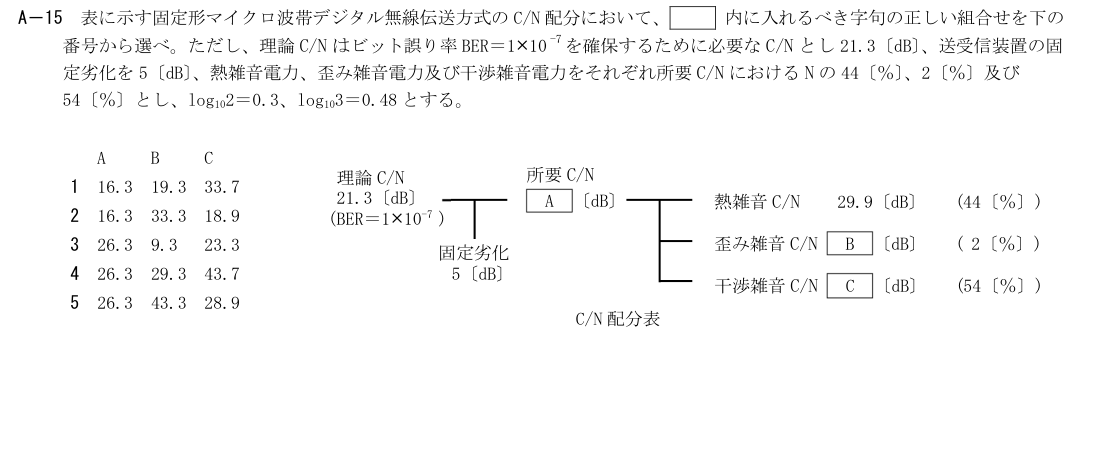 A－15 表に示す固定形マイクロ波帯デジタル無線伝送方式の C/N 配分において、 内に入れるべき字句の正しい組合せを下の
番号から選べ。ただし、理論 C/N はビット誤り率 BER＝1×10⁻⁷を確保するために必要な C/N とし 21.3〔dB〕、送受信装置の固
定劣化を 5〔dB〕、熱雑音電力、歪み雑音電力及び干渉雑音電力をそれぞれ所要 C/N における N の 44〔%〕、2〔%〕及び
54〔%〕とし、log₁₀2＝0.3、log₁₀3＝0.48 とする。
A B C
1 16.3 19.3 33.7
2 16.3 33.3 18.9
3 26.3 9.3 23.3
4 26.3 29.3 43.7
5 26.3 43.3 28.9
理論 C/N
21.3〔dB〕
(BER＝1×10⁻⁷)
固定劣化
5〔dB〕
所要 C/N
A 〔dB〕
熱雑音 C/N 29.9〔dB〕 (44〔%〕)
歪み雑音 C/N B 〔dB〕 ( 2〔%〕)
干渉雑音 C/N C 〔dB〕 (54〔%〕)
C/N 配分表